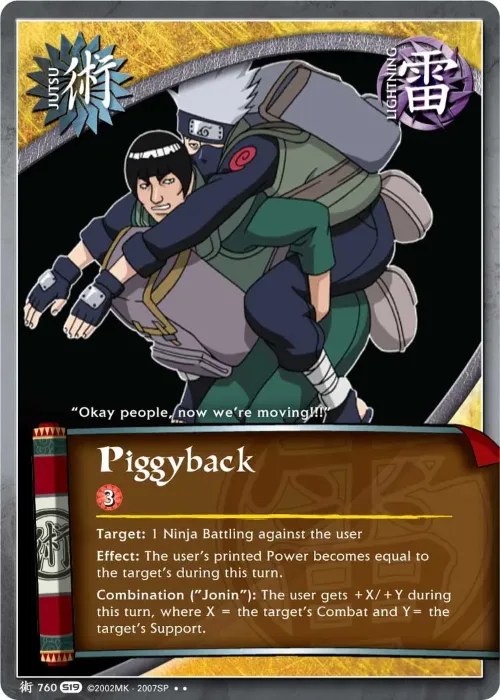 JUTSU 術
LIGHTNING 雷
"Okay people, now we're moving!!!"
Piggyback
3
Target: 1 Ninja Battling against the user
Effect: The user's printed Power becomes equal to
the target's during this turn.
Combination ("Jonin"): The user gets +X/+Y during
this turn, where X = the target's Combat and Y= the
target's Support.
術
術 760 S19 ©2002MK - 2007SP